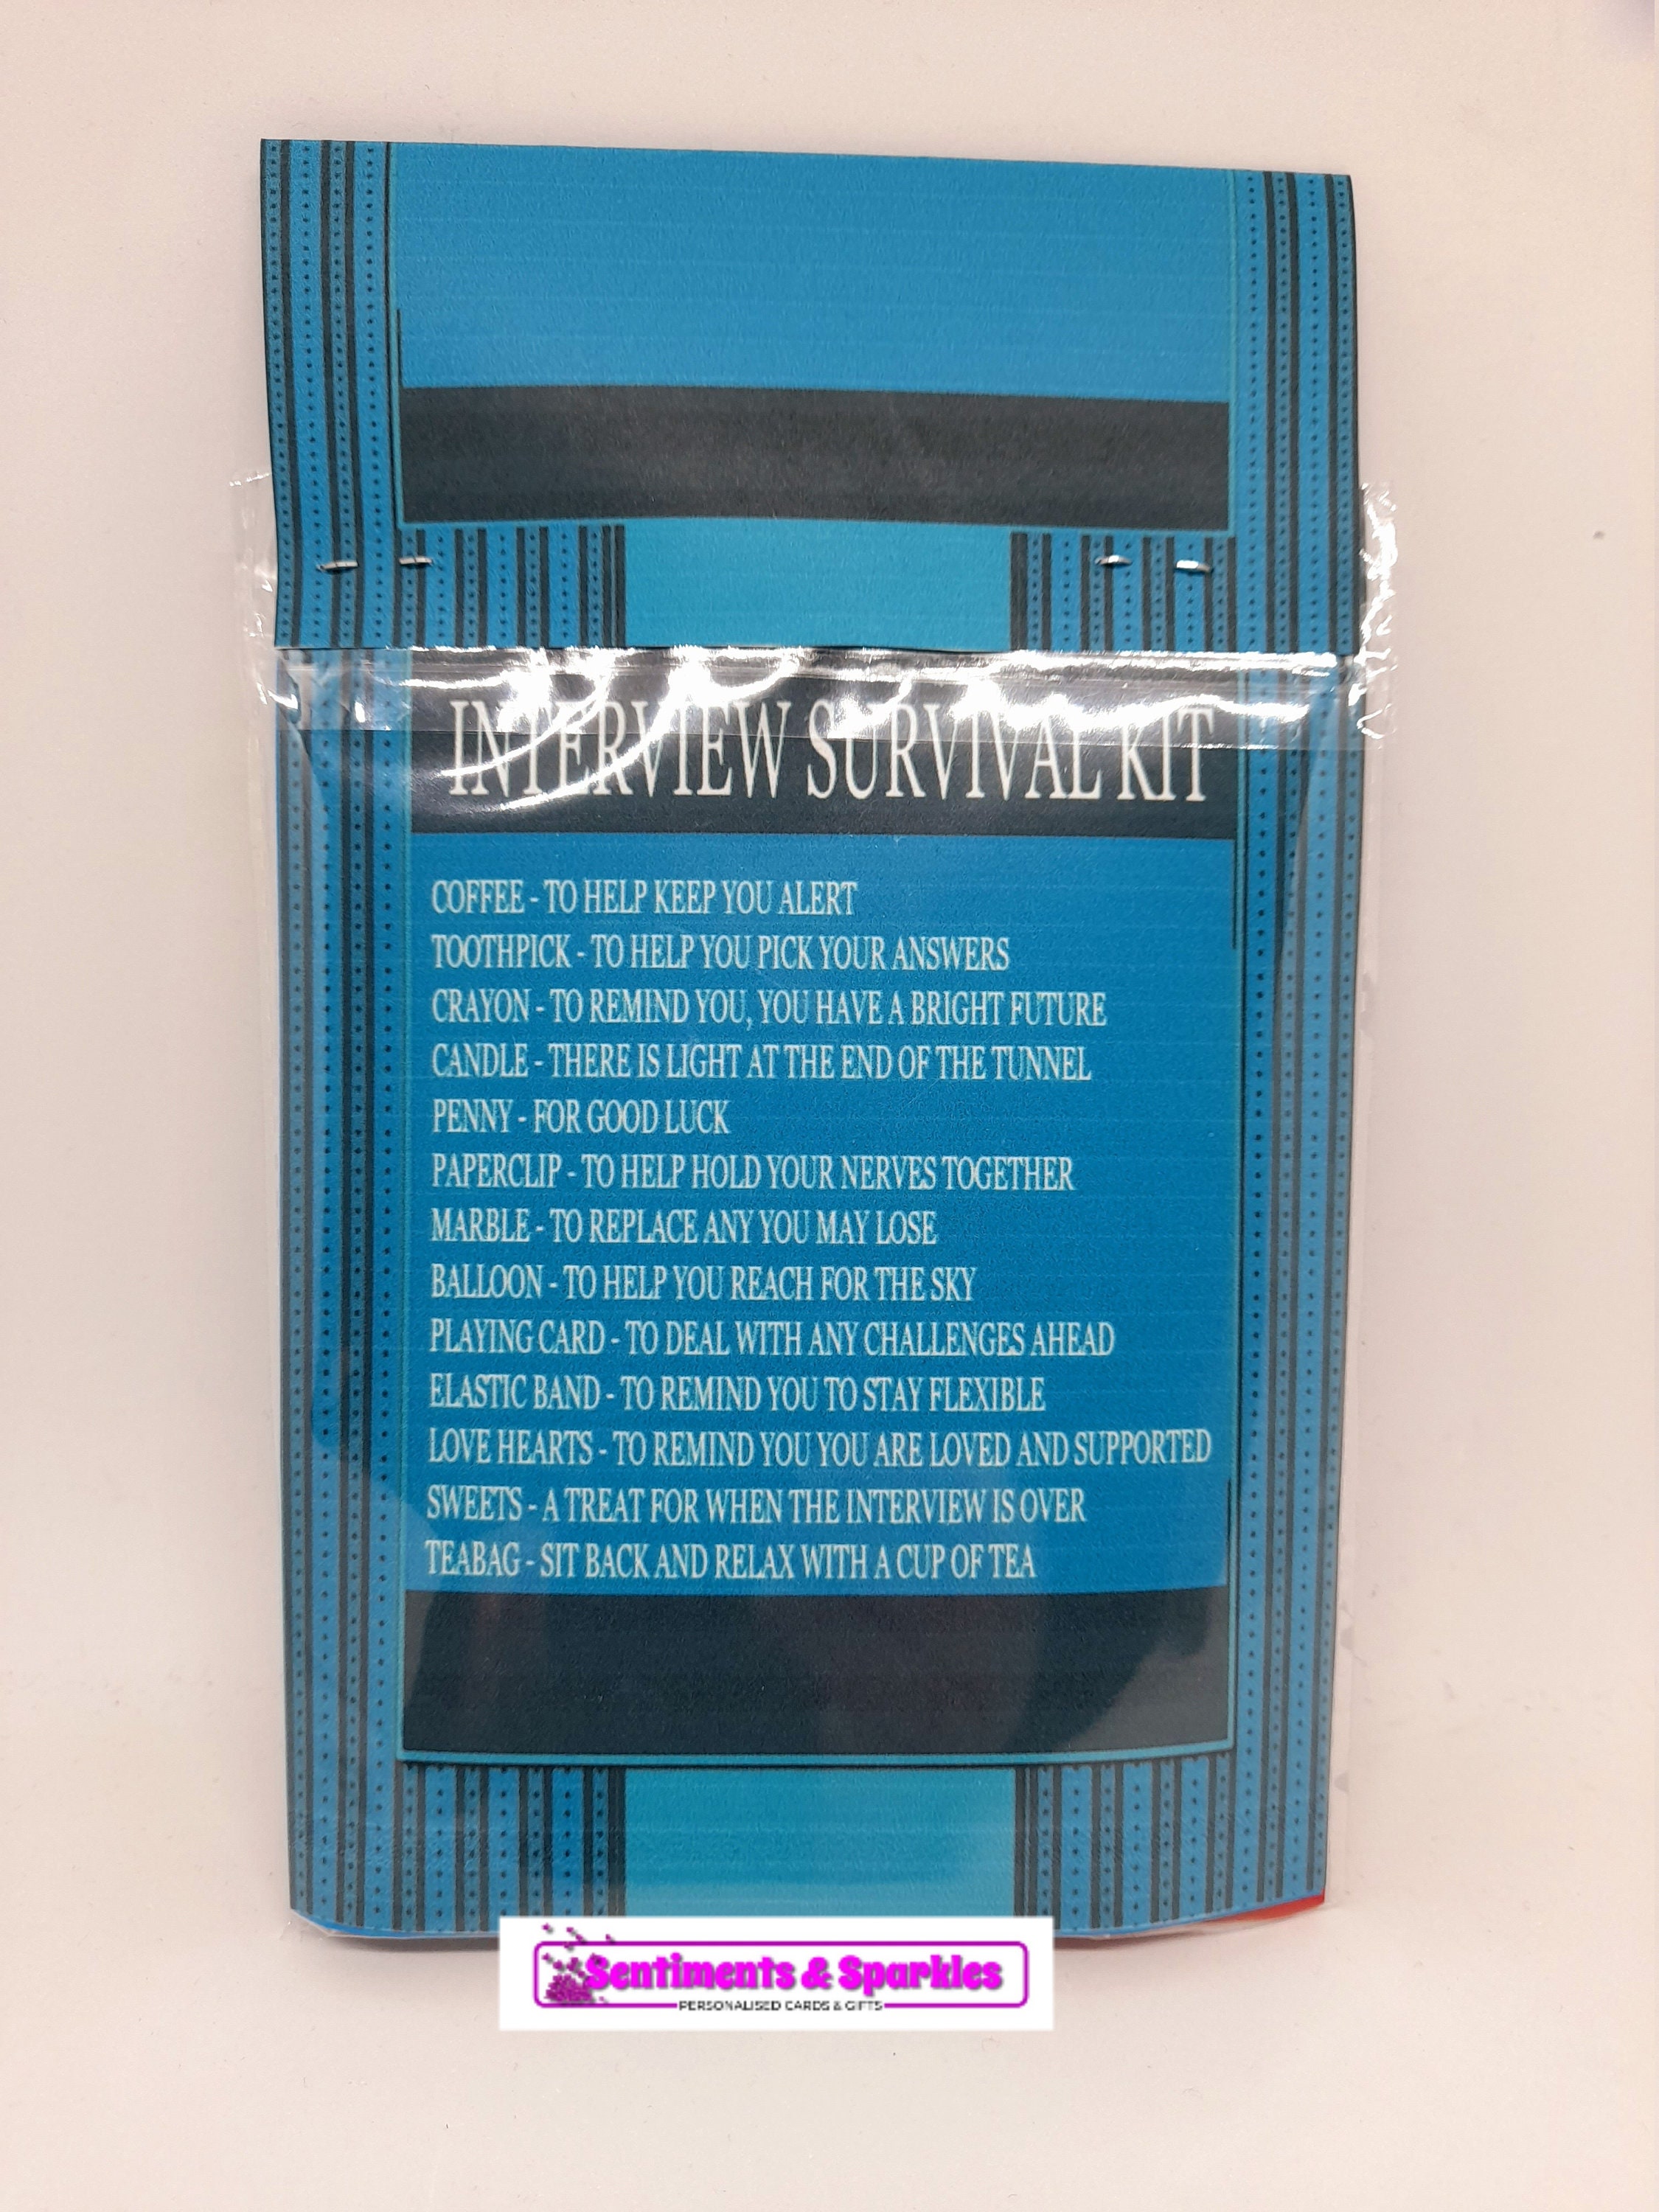 INTERVIEW SURVIVAL KIT
COFFEE - TO HELP KEEP YOU ALERT
TOOTHPICK - TO HELP YOU PICK YOUR ANSWERS
CRAYON - TO REMIND YOU, YOU HAVE A BRIGHT FUTURE
CANDLE - THERE IS LIGHT AT THE END OF THE TUNNEL
PENNY - FOR GOOD LUCK
PAPERCLIP - TO HELP HOLD YOUR NERVES TOGETHER
MARBLE - TO REPLACE ANY YOU MAY LOSE
BALLOON - TO HELP YOU REACH FOR THE SKY
PLAYING CARD - TO DEAL WITH ANY CHALLENGES AHEAD
ELASTIC BAND - TO REMIND YOU TO STAY FLEXIBLE
LOVE HEARTS - TO REMIND YOU YOU ARE LOVED AND SUPPORTED
SWEETS - A TREAT FOR WHEN THE INTERVIEW IS OVER
TEABAG - SIT BACK AND RELAX WITH A CUP OF TEA
Sentiments & Sparkles
PERSONALISED CARDS & GIFTS